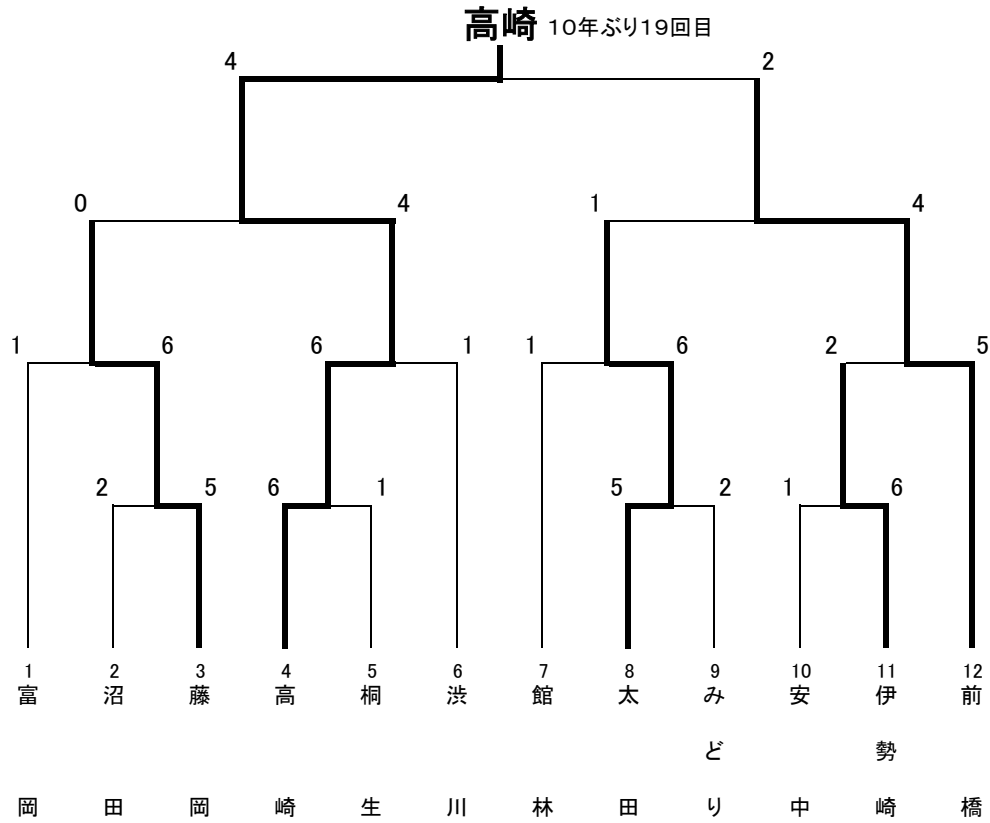 高崎 10年ぶり19回目
4 2
0 4 1 4
1 6 6 1 1 6 2 5
2 5 6 1 5 2 1 6
1 2 3 4 5 6 7 8 9 10 11 12
富岡
沼田
藤岡
高崎
桐生
渋川
館林
太田
みどり
安中
伊勢崎
前橋